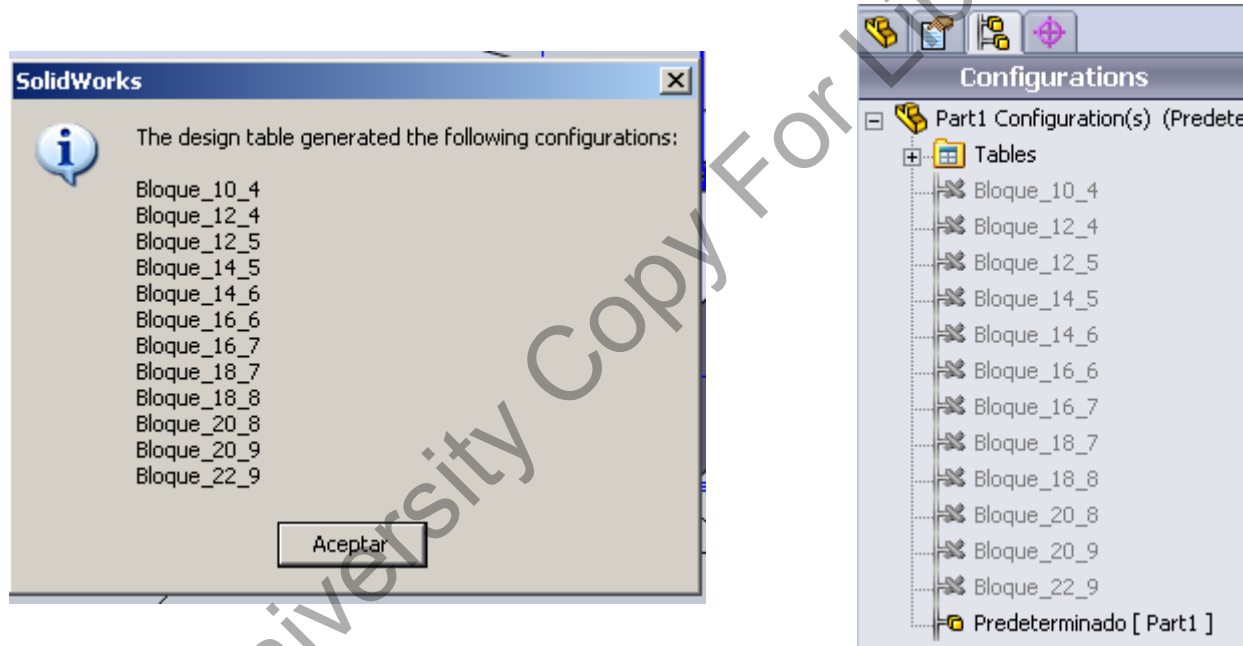 SolidWorks
The design table generated the following configurations:
Bloque_10_4
Bloque_12_4
Bloque_12_5
Bloque_14_5
Bloque_14_6
Bloque_16_6
Bloque_16_7
Bloque_18_7
Bloque_18_8
Bloque_20_8
Bloque_20_9
Bloque_22_9
Aceptar
Configurations
Part1 Configuration(s) (Predete
Tables
Bloque_10_4
Bloque_12_4
Bloque_12_5
Bloque_14_5
Bloque_14_6
Bloque_16_6
Bloque_16_7
Bloque_18_7
Bloque_18_8
Bloque_20_8
Bloque_20_9
Bloque_22_9
Predeterminado [ Part1 ]
iversity Copy For Lib